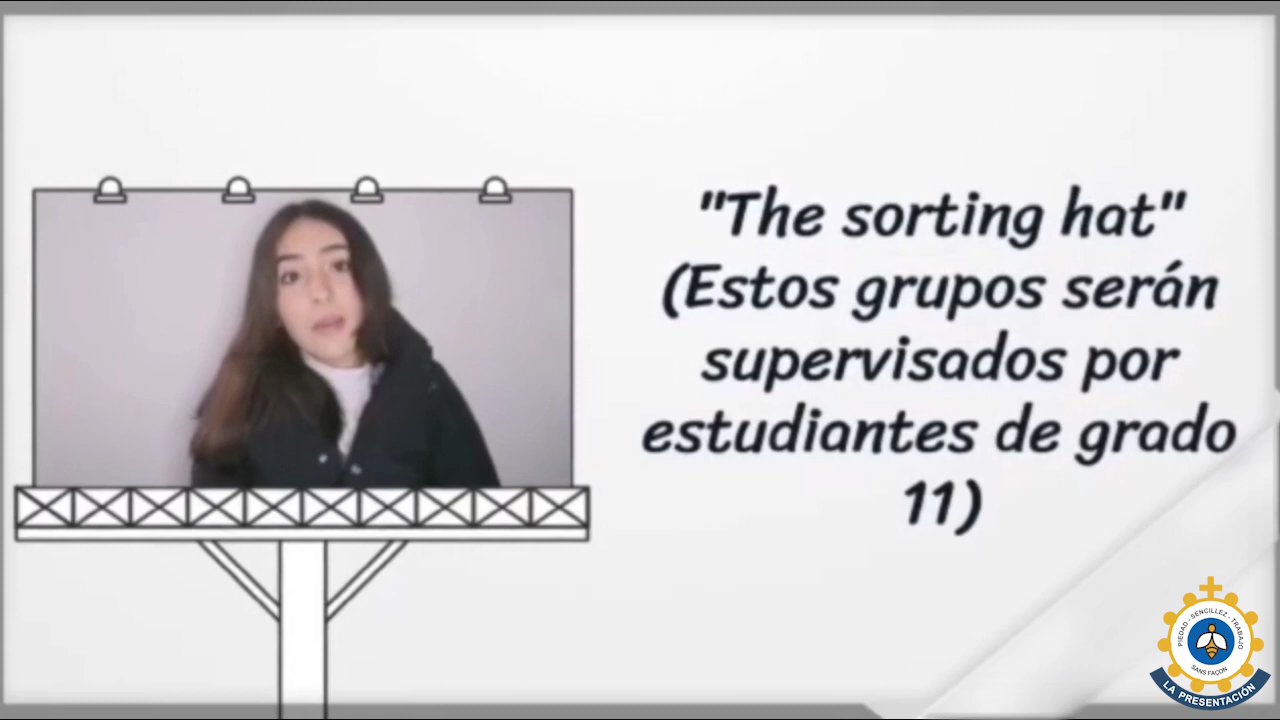 "The sorting hat"
(Estos grupos serán
supervisados por
estudiantes de grado
11)
PIEDAD - SENCILLEZ - TRABAJO
SANS FAÇON
LA PRESENTACIÓN